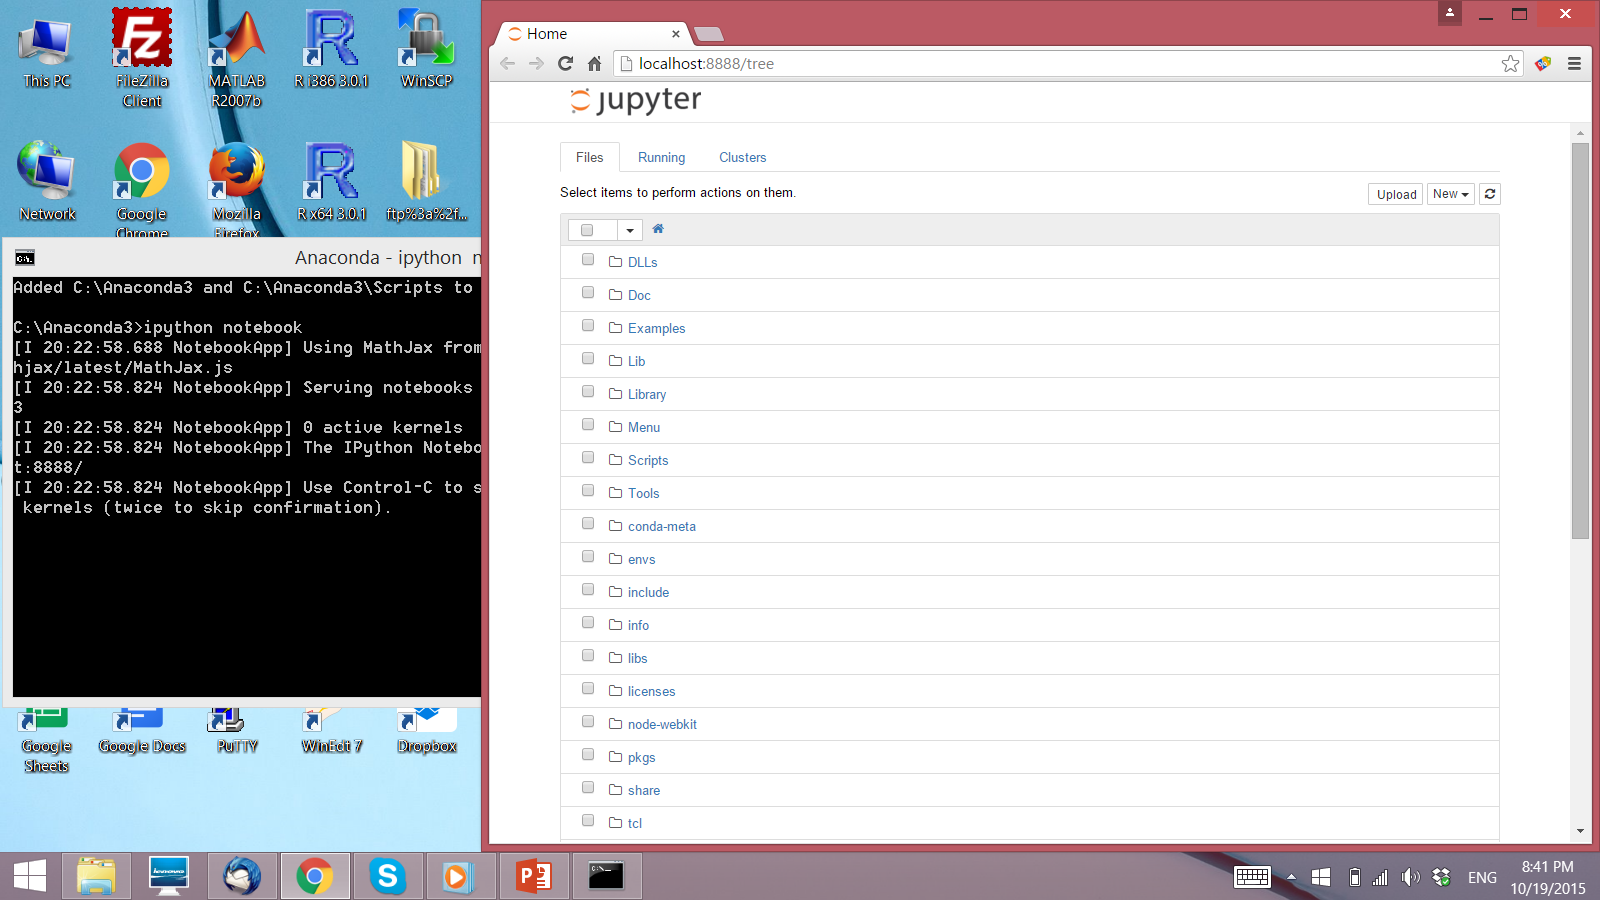 This PC
FileZilla
Client
MATLAB
R2007b
R i386 3.0.1
WinSCP
Network
Google
Chrome
Mozilla
Firefox
R x64 3.0.1
ftp%3a%2f...
Anaconda - ipython n
Added C:\Anaconda3 and C:\Anaconda3\Scripts to
C:\Anaconda3>ipython notebook
[I 20:22:58.688 NotebookApp] Using MathJax from
hjax/latest/MathJax.js
[I 20:22:58.824 NotebookApp] Serving notebooks
3
[I 20:22:58.824 NotebookApp] 0 active kernels
[I 20:22:58.824 NotebookApp] The IPython Notebo
t:8888/
[I 20:22:58.824 NotebookApp] Use Control-C to s
kernels (twice to skip confirmation).
Google
Sheets
Google Docs
PuTTY
WinEdt 7
Dropbox
Home
localhost:8888/tree
jupyter
Files
Running
Clusters
Select items to perform actions on them.
Upload
New
DLLs
Doc
Examples
Lib
Library
Menu
Scripts
Tools
conda-meta
envs
include
info
libs
licenses
node-webkit
pkgs
share
tcl
ENG
8:41 PM
10/19/2015